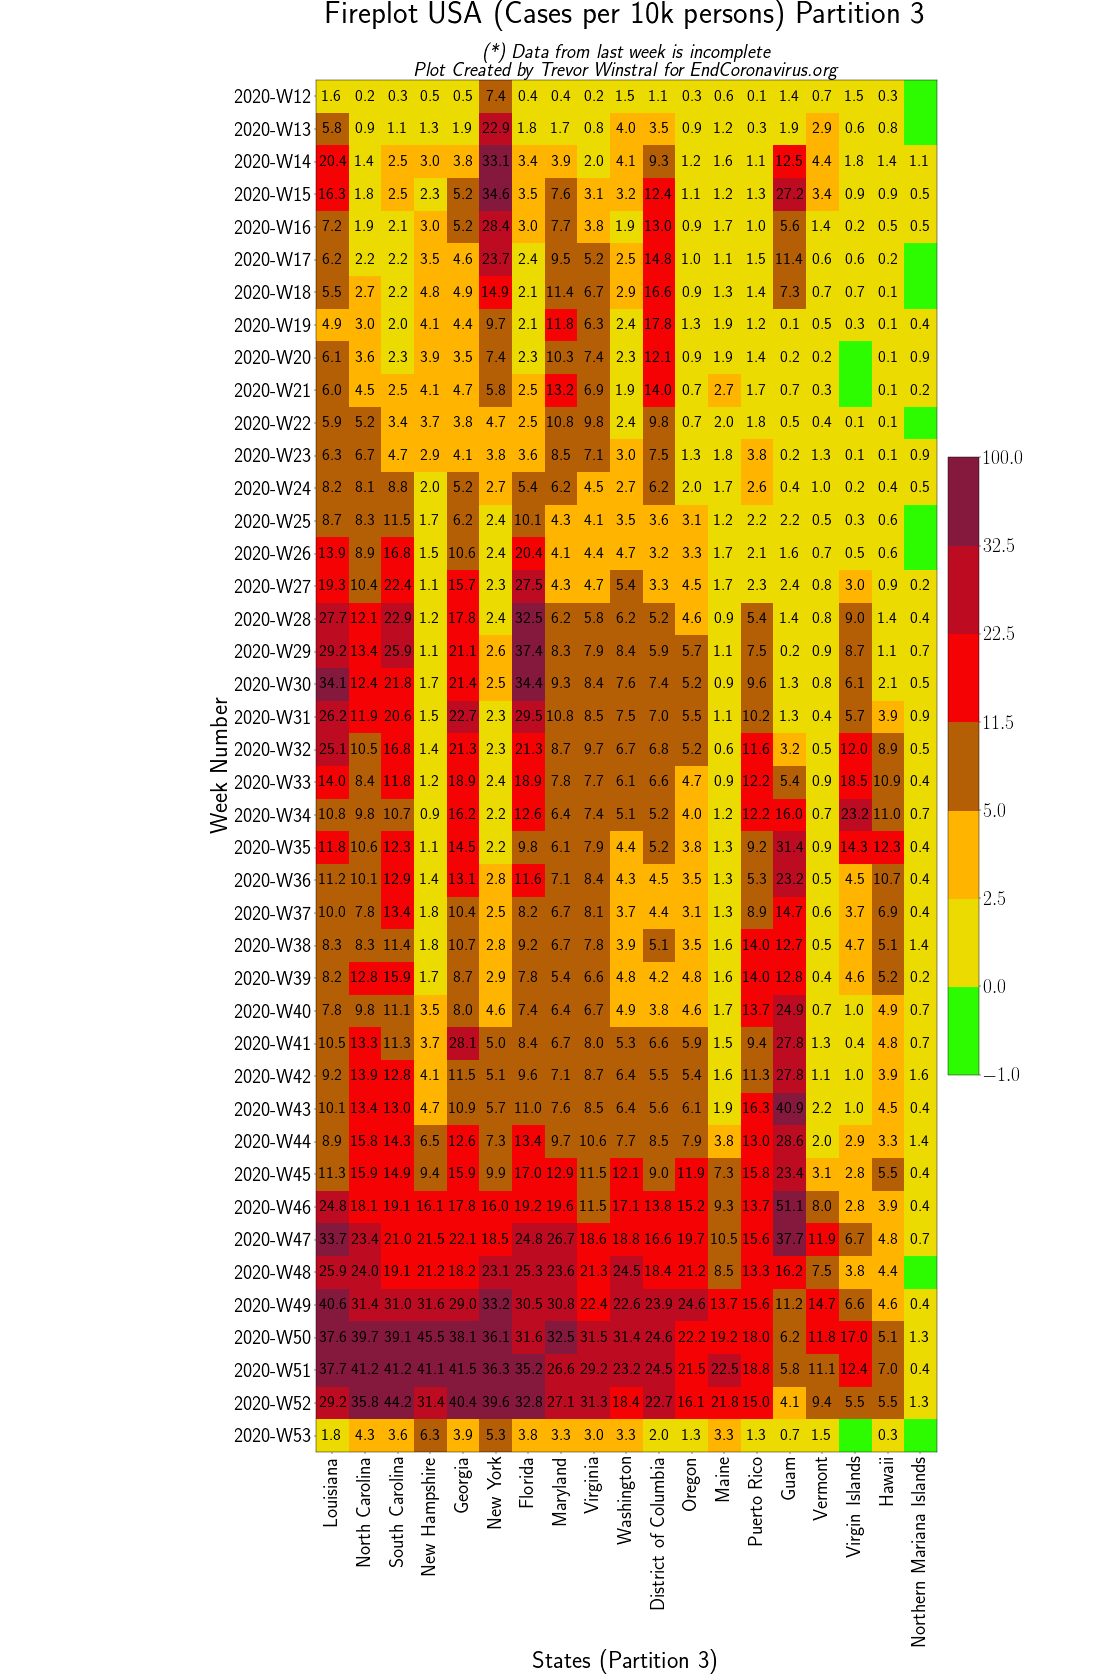 Fireplot USA (Cases per 10k persons) Partition 3
(*) Data from last week is incomplete
Plot Created by Trevor Winstral for EndCoronavirus.org
2020-W12 1.6 0.2 0.3 0.5 0.5 7.4 0.4 0.4 0.2 1.5 1.1 0.3 0.6 0.1 1.4 0.7 1.5 0.3
2020-W13 5.8 0.9 1.1 1.3 1.9 22.9 1.8 1.7 0.8 4.0 3.5 0.9 1.2 0.3 1.9 2.9 0.6 0.8
2020-W14 20.4 1.4 2.5 3.0 3.8 33.1 3.4 3.9 2.0 4.1 9.3 1.2 1.6 1.1 12.5 4.4 1.8 1.4 1.1
2020-W15 16.3 1.8 2.5 2.3 5.2 34.6 3.5 7.6 3.1 3.2 12.4 1.1 1.2 1.3 27.2 3.4 0.9 0.9 0.5
2020-W16 7.2 1.9 2.1 3.0 5.2 28.4 3.0 7.7 3.8 1.9 13.0 0.9 1.7 1.0 5.6 1.4 0.2 0.5 0.5
2020-W17 6.2 2.2 2.2 3.5 4.6 23.7 2.4 9.5 5.2 2.5 14.8 1.0 1.1 1.5 11.4 0.6 0.6 0.2
2020-W18 5.5 2.7 2.2 4.8 4.9 14.9 2.1 11.4 6.7 2.9 16.6 0.9 1.3 1.4 7.3 0.7 0.7 0.1
2020-W19 4.9 3.0 2.0 4.1 4.4 9.7 2.1 11.8 6.3 2.4 17.8 1.3 1.9 1.2 0.1 0.5 0.3 0.1 0.4
2020-W20 6.1 3.6 2.3 3.9 3.5 7.4 2.3 10.3 7.4 2.3 12.1 0.9 1.9 1.4 0.2 0.2 0.1 0.9
2020-W21 6.0 4.5 2.5 4.1 4.7 5.8 2.5 13.2 6.9 1.9 14.0 0.7 2.7 1.7 0.7 0.3 0.1 0.2
2020-W22 5.9 5.2 3.4 3.7 3.8 4.7 2.5 10.8 9.8 2.4 9.8 0.7 2.0 1.8 0.5 0.4 0.1 0.1
2020-W23 6.3 6.7 4.7 2.9 4.1 3.8 3.6 8.5 7.1 3.0 7.5 1.3 1.8 3.8 0.2 1.3 0.1 0.1 0.9
2020-W24 8.2 8.1 8.8 2.0 5.2 2.7 5.4 6.2 4.5 2.7 6.2 2.0 1.7 2.6 0.4 1.0 0.2 0.4 0.5
2020-W25 8.7 8.3 11.5 1.7 6.2 2.4 10.1 4.3 4.1 3.5 3.6 3.1 1.2 2.2 2.2 0.5 0.3 0.6
2020-W26 13.9 8.9 16.8 1.5 10.6 2.4 20.4 4.1 4.4 4.7 3.2 3.3 1.7 2.1 1.6 0.7 0.5 0.6
2020-W27 19.3 10.4 22.4 1.1 15.7 2.3 27.5 4.3 4.7 5.4 3.3 4.5 1.7 2.3 2.4 0.8 3.0 0.9 0.2
2020-W28 27.7 12.1 22.9 1.2 17.8 2.4 32.5 6.2 5.8 6.2 5.2 4.6 0.9 5.4 1.4 0.8 9.0 1.4 0.4
2020-W29 29.2 13.4 25.9 1.1 21.1 2.6 37.4 8.3 7.9 8.4 5.9 5.7 1.1 7.5 0.2 0.9 8.7 1.1 0.7
2020-W30 34.1 12.4 21.8 1.7 21.4 2.5 34.4 9.3 8.4 7.6 7.4 5.2 0.9 9.6 1.3 0.8 6.1 2.1 0.5
2020-W31 26.2 11.9 20.6 1.5 22.7 2.3 29.5 10.8 8.5 7.5 7.0 5.5 1.1 10.2 1.3 0.4 5.7 3.9 0.9
2020-W32 25.1 10.5 16.8 1.4 21.3 2.3 21.3 8.7 9.7 6.7 6.8 5.2 0.6 11.6 3.2 0.5 12.0 8.9 0.5
2020-W33 14.0 8.4 11.8 1.2 18.9 2.4 18.9 7.8 7.7 6.1 6.6 4.7 0.9 12.2 5.4 0.9 18.5 10.9 0.4
2020-W34 10.8 9.8 10.7 0.9 16.2 2.2 12.6 6.4 7.4 5.1 5.2 4.0 1.2 12.2 16.0 0.7 23.2 11.0 0.7
2020-W35 11.8 10.6 12.3 1.1 14.5 2.2 9.8 6.1 7.9 4.4 5.2 3.8 1.3 9.2 31.4 0.9 14.3 12.3 0.4
2020-W36 11.2 10.1 12.9 1.4 13.1 2.8 11.6 7.1 8.4 4.3 4.5 3.5 1.3 5.3 23.2 0.5 4.5 10.7 0.4
2020-W37 10.0 7.8 13.4 1.8 10.4 2.5 8.2 6.7 8.1 3.7 4.4 3.1 1.3 8.9 14.7 0.6 3.7 6.9 0.4
2020-W38 8.3 8.3 11.4 1.8 10.7 2.8 9.2 6.7 7.8 3.9 5.1 3.5 1.6 14.0 12.7 0.5 4.7 5.1 1.4
2020-W39 8.2 12.8 15.9 1.7 8.7 2.9 7.8 5.4 6.6 4.8 4.2 4.8 1.6 14.0 12.8 0.4 4.6 5.2 0.2
2020-W40 7.8 9.8 11.1 3.5 8.0 4.6 7.4 6.4 6.7 4.9 3.8 4.6 1.7 13.7 24.9 0.7 1.0 4.9 0.7
2020-W41 10.5 13.3 11.3 3.7 28.1 5.0 8.4 6.7 8.0 5.3 6.6 5.9 1.5 9.4 27.8 1.3 0.4 4.8 0.7
2020-W42 9.2 13.9 12.8 4.1 11.5 5.1 9.6 7.1 8.7 6.4 5.5 5.4 1.6 11.3 27.8 1.1 1.0 3.9 1.6
2020-W43 10.1 13.4 13.0 4.7 10.9 5.7 11.0 7.6 8.5 6.4 5.6 6.1 1.9 16.3 40.9 2.2 1.0 4.5 0.4
2020-W44 8.9 15.8 14.3 6.5 12.6 7.3 13.4 9.7 10.6 7.7 8.5 7.9 3.8 13.0 28.6 2.0 2.9 3.3 1.4
2020-W45 11.3 15.9 14.9 9.4 15.9 9.9 17.0 12.9 11.5 12.1 9.0 11.9 7.3 15.8 23.4 3.1 2.8 5.5 0.4
2020-W46 24.8 18.1 19.1 16.1 17.8 16.0 19.2 19.6 11.5 17.1 13.8 15.2 9.3 13.7 51.1 8.0 2.8 3.9 0.4
2020-W47 33.7 23.4 21.0 21.5 22.1 18.5 24.8 26.7 18.6 18.8 16.6 19.7 10.5 15.6 37.7 11.9 6.7 4.8 0.7
2020-W48 25.9 24.0 19.1 21.2 18.2 23.1 25.3 23.6 21.3 24.5 18.4 21.2 8.5 13.3 16.2 7.5 3.8 4.4
2020-W49 40.6 31.4 31.0 31.6 29.0 33.2 30.5 30.8 22.4 22.6 23.9 24.6 13.7 15.6 11.2 14.7 6.6 4.6 0.4
2020-W50 37.6 39.7 39.1 45.5 38.1 36.1 31.6 32.5 31.5 31.4 24.6 22.2 19.2 18.0 6.2 11.8 17.0 5.1 1.3
2020-W51 37.7 41.2 41.2 41.1 41.5 36.3 35.2 26.6 29.2 23.2 24.5 21.5 22.5 18.8 5.8 11.1 12.4 7.0 0.4
2020-W52 29.2 35.8 44.2 31.4 40.4 39.6 32.8 27.1 31.3 18.4 22.7 16.1 21.8 15.0 4.1 9.4 5.5 5.5 1.3
2020-W53 1.8 4.3 3.6 6.3 3.9 5.3 3.8 3.3 3.0 3.3 2.0 1.3 3.3 1.3 0.7 1.5 0.3
Week Number
Louisiana
North Carolina
South Carolina
New Hampshire
Georgia
New York
Florida
Maryland
Virginia
Washington
District of Columbia
Oregon
Maine
Puerto Rico
Guam
Vermont
Virgin Islands
Hawaii
Northern Mariana Islands
States (Partition 3)
100.0
32.5
22.5
11.5
5.0
2.5
0.0
−1.0